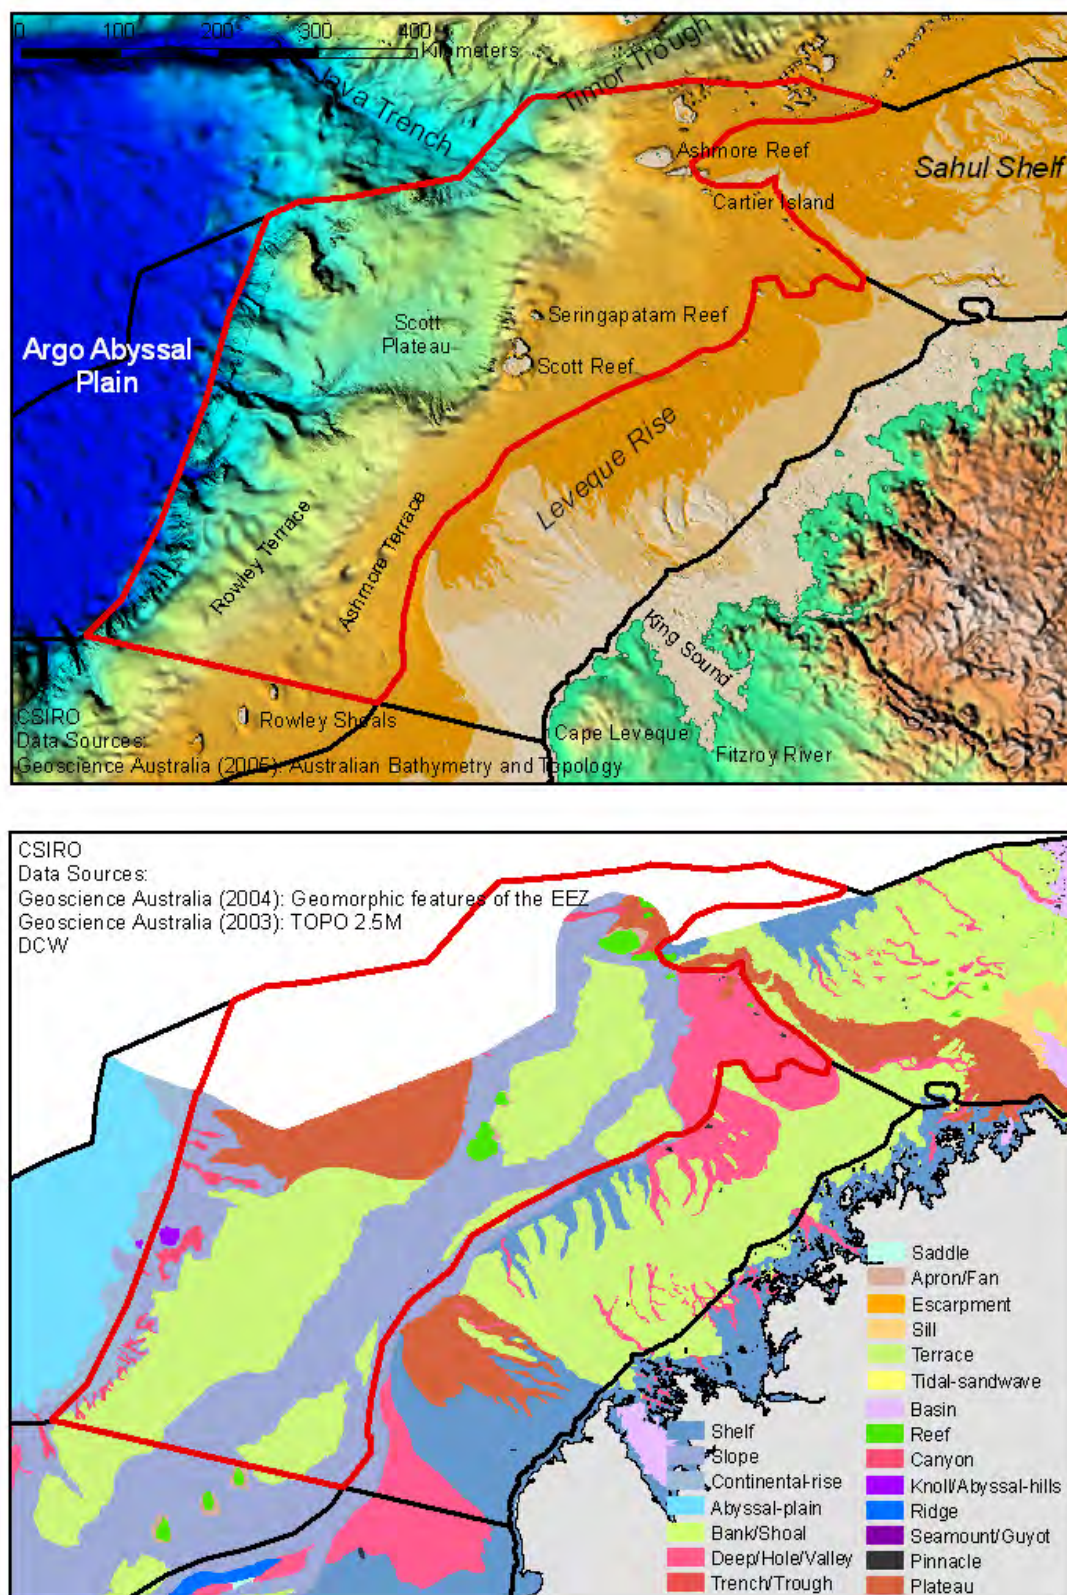 0 100 200 300 400
Kilometers
Java Trench
Timor Trough
Ashmore Reef
Sahul Shelf
Cartier Island
Seringapatam Reef
Scott
Plateau
Scott Reef
Argo Abyssal
Plain
Leveque Rise
Rowley Terrace
Ashmore Terrace
King Sound
Rowley Shoals
Cape Leveque
Fitzroy River
CSIRO
Data Sources:
Geoscience Australia (2005): Australian Bathymetry and Topology
CSIRO
Data Sources:
Geoscience Australia (2004): Geomorphic features of the EEZ
Geoscience Australia (2003): TOPO 2.5M
DCW
Shelf
Slope
Continental-rise
Abyssal-plain
Bank/Shoal
Deep/Hole/Valley
Trench/Trough
Saddle
Apron/Fan
Escarpment
Sill
Terrace
Tidal-sandwave
Basin
Reef
Canyon
Knoll/Abyssal-hills
Ridge
Seamount/Guyot
Pinnacle
Plateau